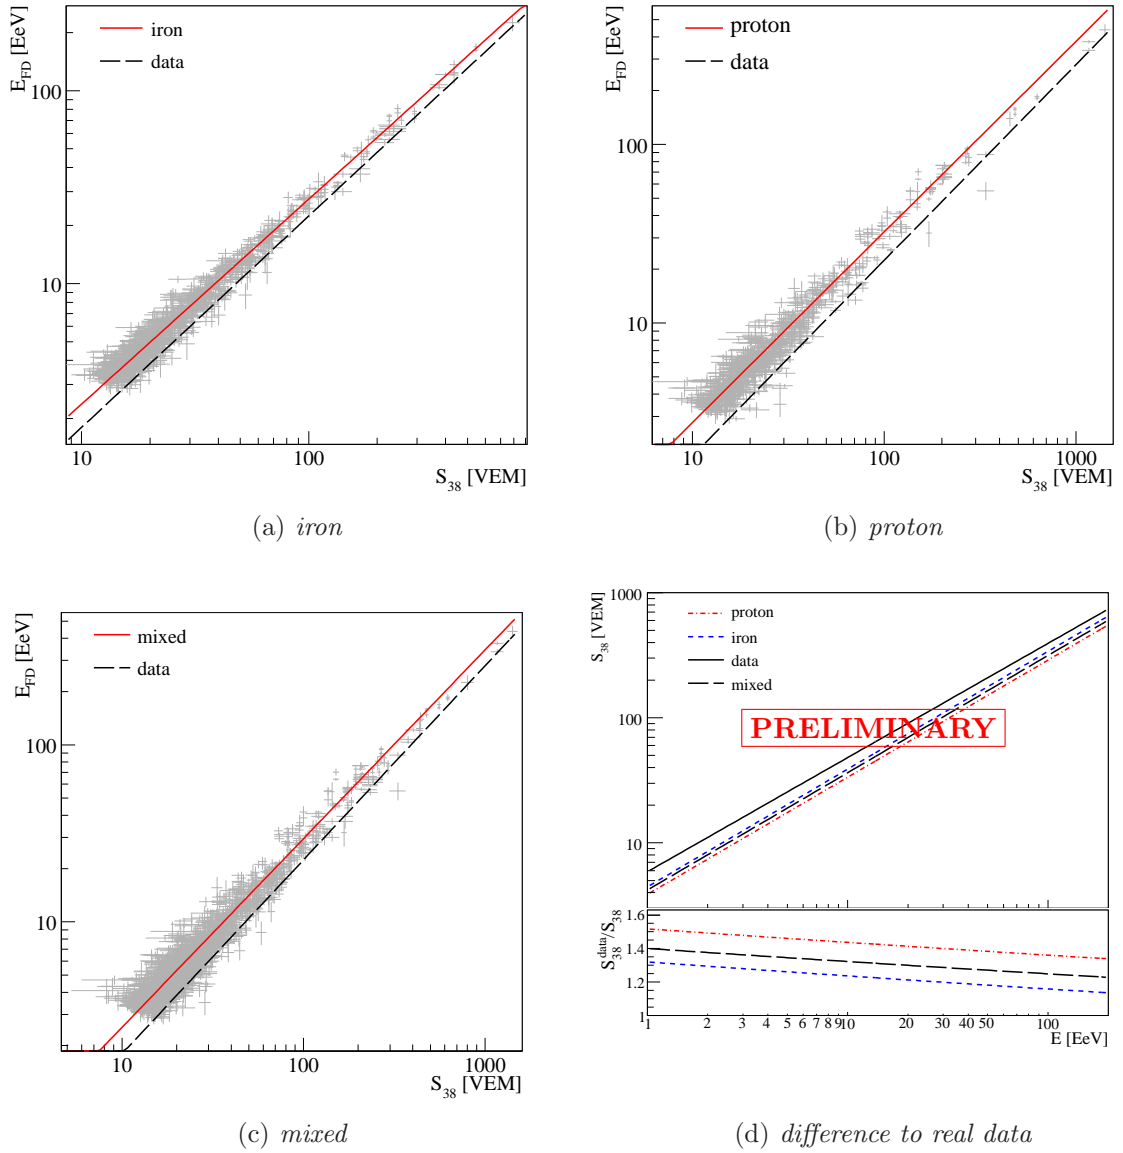 E_FD [EeV]
iron
data
100
10
10
100
S_38 [VEM]
(a) iron
E_FD [EeV]
proton
data
100
10
10
100
1000
S_38 [VEM]
(b) proton
E_FD [EeV]
mixed
data
100
10
10
100
1000
S_38 [VEM]
(c) mixed
S_38 [VEM]
1000
proton
iron
data
mixed
100
PRELIMINARY
10
S_38^data/S_38
1.6
1.4
1.2
1
1 2 3 4 5 6 7 8 9 10 20 30 40 50 100
E [EeV]
(d) difference to real data